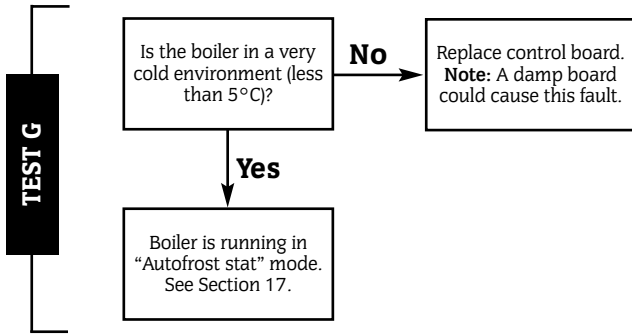 TEST G
Is the boiler in a very
cold environment (less
than 5°C)?
No
Replace control board.
Note: A damp board
could cause this fault.
Yes
Boiler is running in
“Autofrost stat” mode.
See Section 17.